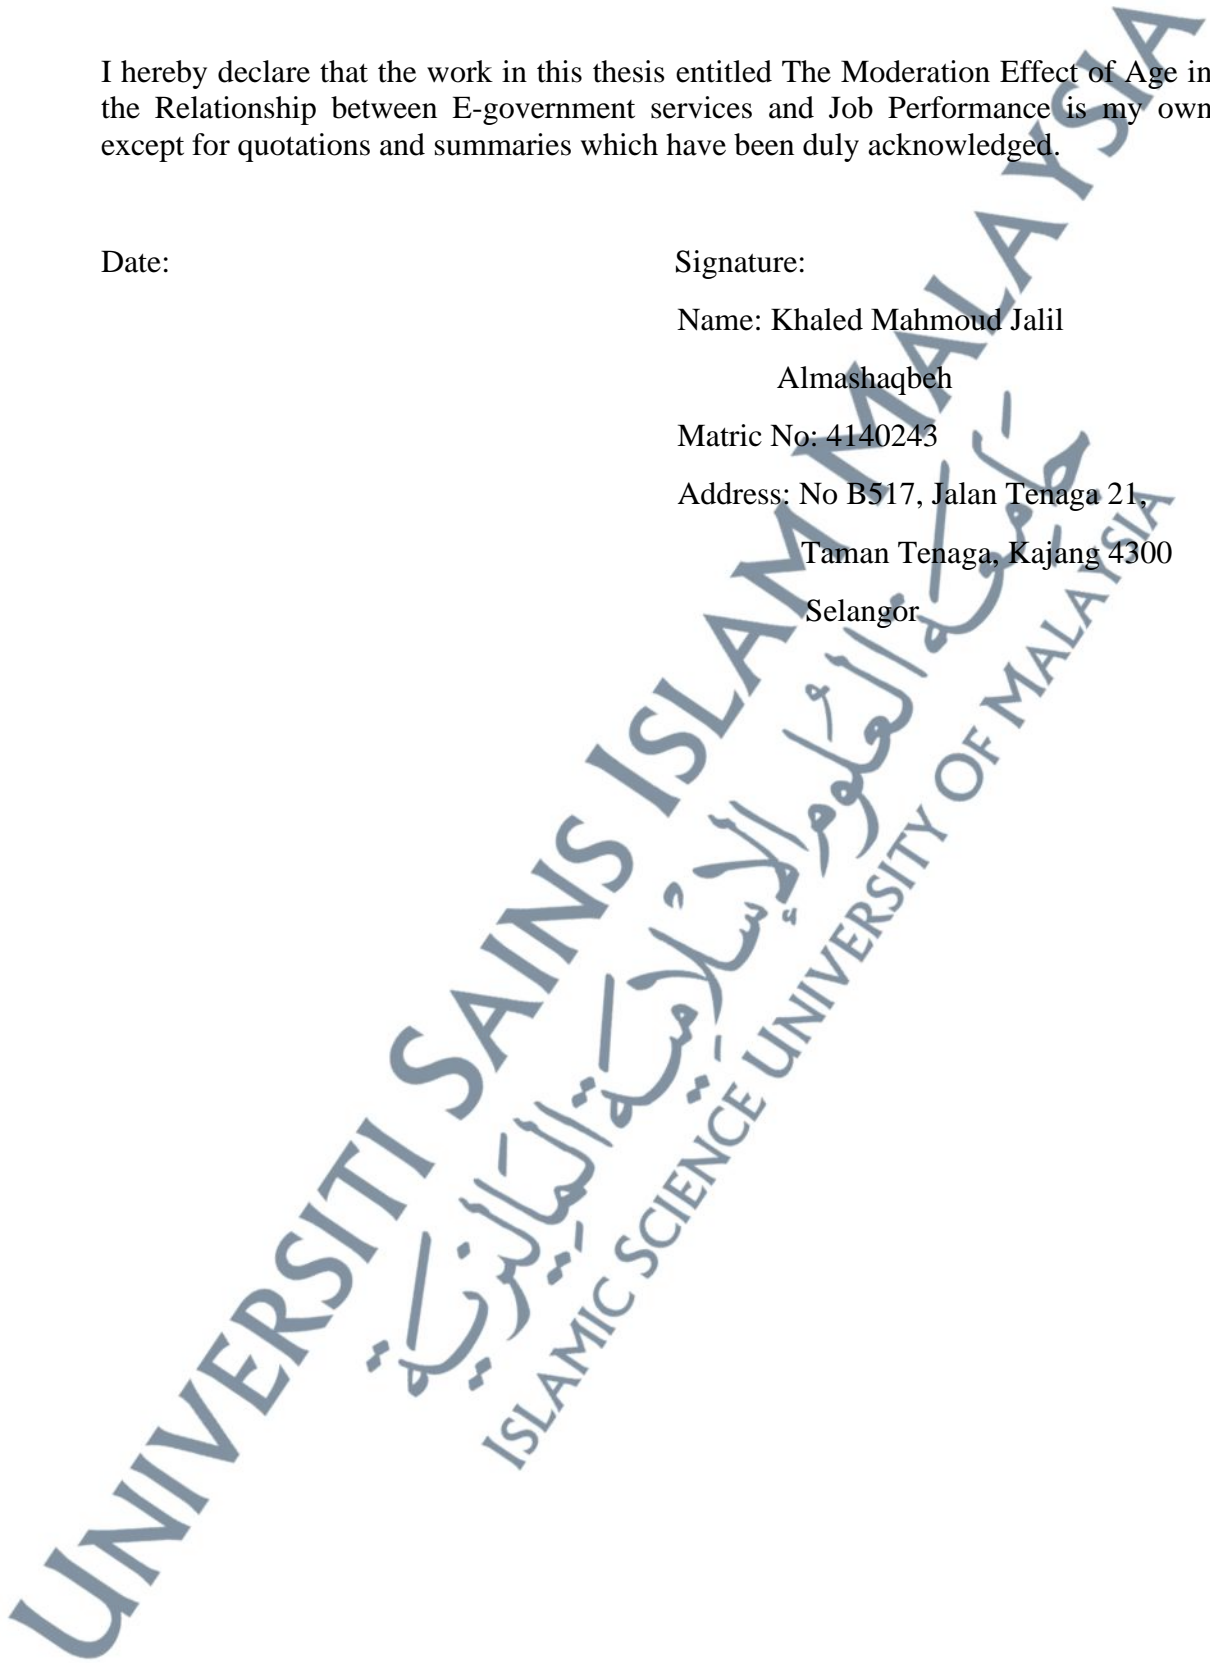 I hereby declare that the work in this thesis entitled The Moderation Effect of Age in
the Relationship between E-government services and Job Performance is my own
except for quotations and summaries which have been duly acknowledged.
Date:
Signature:
Name: Khaled Mahmoud Jalil
Almashaqbeh
Matric No: 4140243
Address: No B517, Jalan Tenaga 21,
Taman Tenaga, Kajang 4300
Selangor
UNIVERSITI SAINS ISLAM MALAYSIA
جامعة العلوم الإسلامية الماليزية
ISLAMIC SCIENCE UNIVERSITY OF MALAYSIA